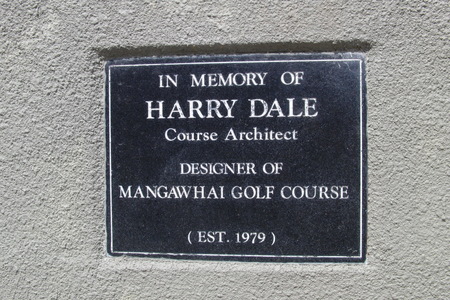 IN MEMORY OF
HARRY DALE
Course Architect
DESIGNER OF
MANGAWHAI GOLF COURSE
( EST. 1979 )